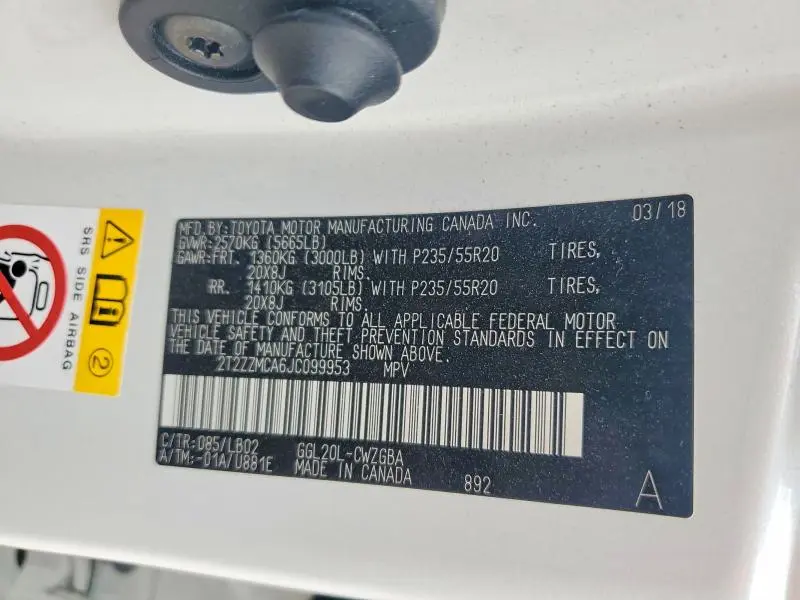 MFD.BY:TOYOTA MOTOR MANUFACTURING CANADA INC. 03/18
GVWR:2570KG (5665LB)
GAWR:FRT. 1360KG (3000LB) WITH P235/55R20 TIRES,
20X8J RIMS.
RR. 1410KG (3105LB) WITH P235/55R20 TIRES,
20X8J RIMS.
THIS VEHICLE CONFORMS TO ALL APPLICABLE FEDERAL MOTOR
VEHICLE SAFETY AND THEFT PREVENTION STANDARDS IN EFFECT ON
THE DATE OF MANUFACTURE SHOWN ABOVE.
2T2ZZMCA6JC099953 MPV
C/TR:085/LB02 GGL20L-CWZGBA
A/TM:-01A/U881E MADE IN CANADA 892 A
SRS SIDE AIRBAG
2